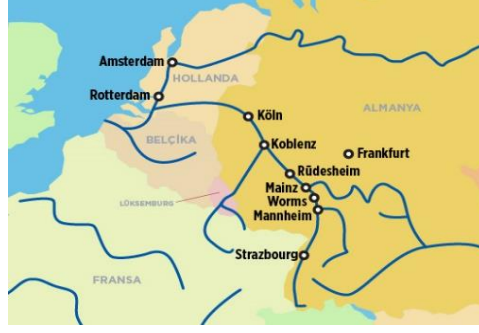 Amsterdam
HOLLANDA
Rotterdam
ALMANYA
Köln
BELÇİKA
Koblenz
Frankfurt
Rüdesheim
Mainz
LÜKSEMBURG
Worms
Mannheim
Strazbourg
FRANSA